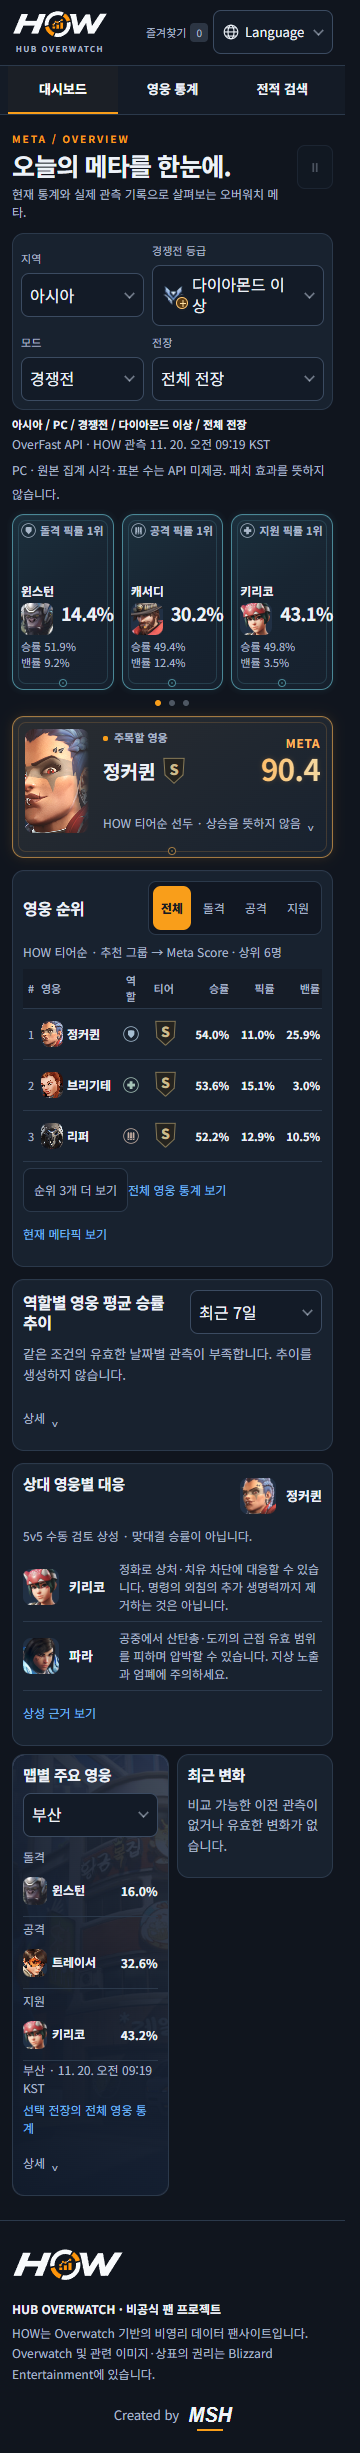 HOW
HUB OVERWATCH
즐겨찾기 0
Language
대시보드 영웅 통계 전적 검색
META / OVERVIEW
오늘의 메타를 한눈에.
현재 통계와 실제 관측 기록으로 살펴보는 오버워치 메
타.
지역 경쟁전 등급
아시아 다이아몬드 이
상
모드 전장
경쟁전 전체 전장
아시아 / PC / 경쟁전 / 다이아몬드 이상 / 전체 전장
OverFast API · HOW 관측 11. 20. 오전 09:19 KST
PC · 원본 집계 시각·표본 수는 API 미제공. 패치 효과를 뜻하지
않습니다.
돌격 픽률 1위 공격 픽률 1위 지원 픽률 1위
윈스턴 캐서디 키리코
14.4% 30.2% 43.1%
승률 51.9% 승률 49.4% 승률 49.8%
밴률 9.2% 밴률 12.4% 밴률 3.5%
주목할 영웅 META
정커퀸 S 90.4
HOW 티어순 선두 · 상승을 뜻하지 않음
영웅 순위 전체 돌격 공격 지원
HOW 티어순 · 추천 그룹 → Meta Score · 상위 6명
# 영웅 역할 티어 승률 픽률 밴률
1 정커퀸 S 54.0% 11.0% 25.9%
2 브리기테 S 53.6% 15.1% 3.0%
3 리퍼 S 52.2% 12.9% 10.5%
순위 3개 더 보기 전체 영웅 통계 보기
현재 메타픽 보기
역할별 영웅 평균 승률 최근 7일
추이
같은 조건의 유효한 날짜별 관측이 부족합니다. 추이를
생성하지 않습니다.
상세
상대 영웅별 대응 정커퀸
5v5 수동 검토 상성 · 맞대결 승률이 아닙니다.
키리코
정화로 상처·치유 차단에 대응할 수 있습
니다. 명령의 외침의 추가 생명력까지 제
거하는 것은 아닙니다.
파라
공중에서 산탄총·도끼의 근접 유효 범위
를 피하며 압박할 수 있습니다. 지상 노출
과 엄폐에 주의하세요.
상성 근거 보기
맵별 주요 영웅
부산
돌격
윈스턴 16.0%
공격
트레이서 32.6%
지원
키리코 43.2%
부산 · 11. 20. 오전 09:19
KST
선택 전장의 전체 영웅 통
계
상세
최근 변화
비교 가능한 이전 관측이
없거나 유효한 변화가 없
습니다.
HOW
HUB OVERWATCH · 비공식 팬 프로젝트
HOW는 Overwatch 기반의 비영리 데이터 팬사이트입니다.
Overwatch 및 관련 이미지·상표의 권리는 Blizzard
Entertainment에 있습니다.
Created by MSH